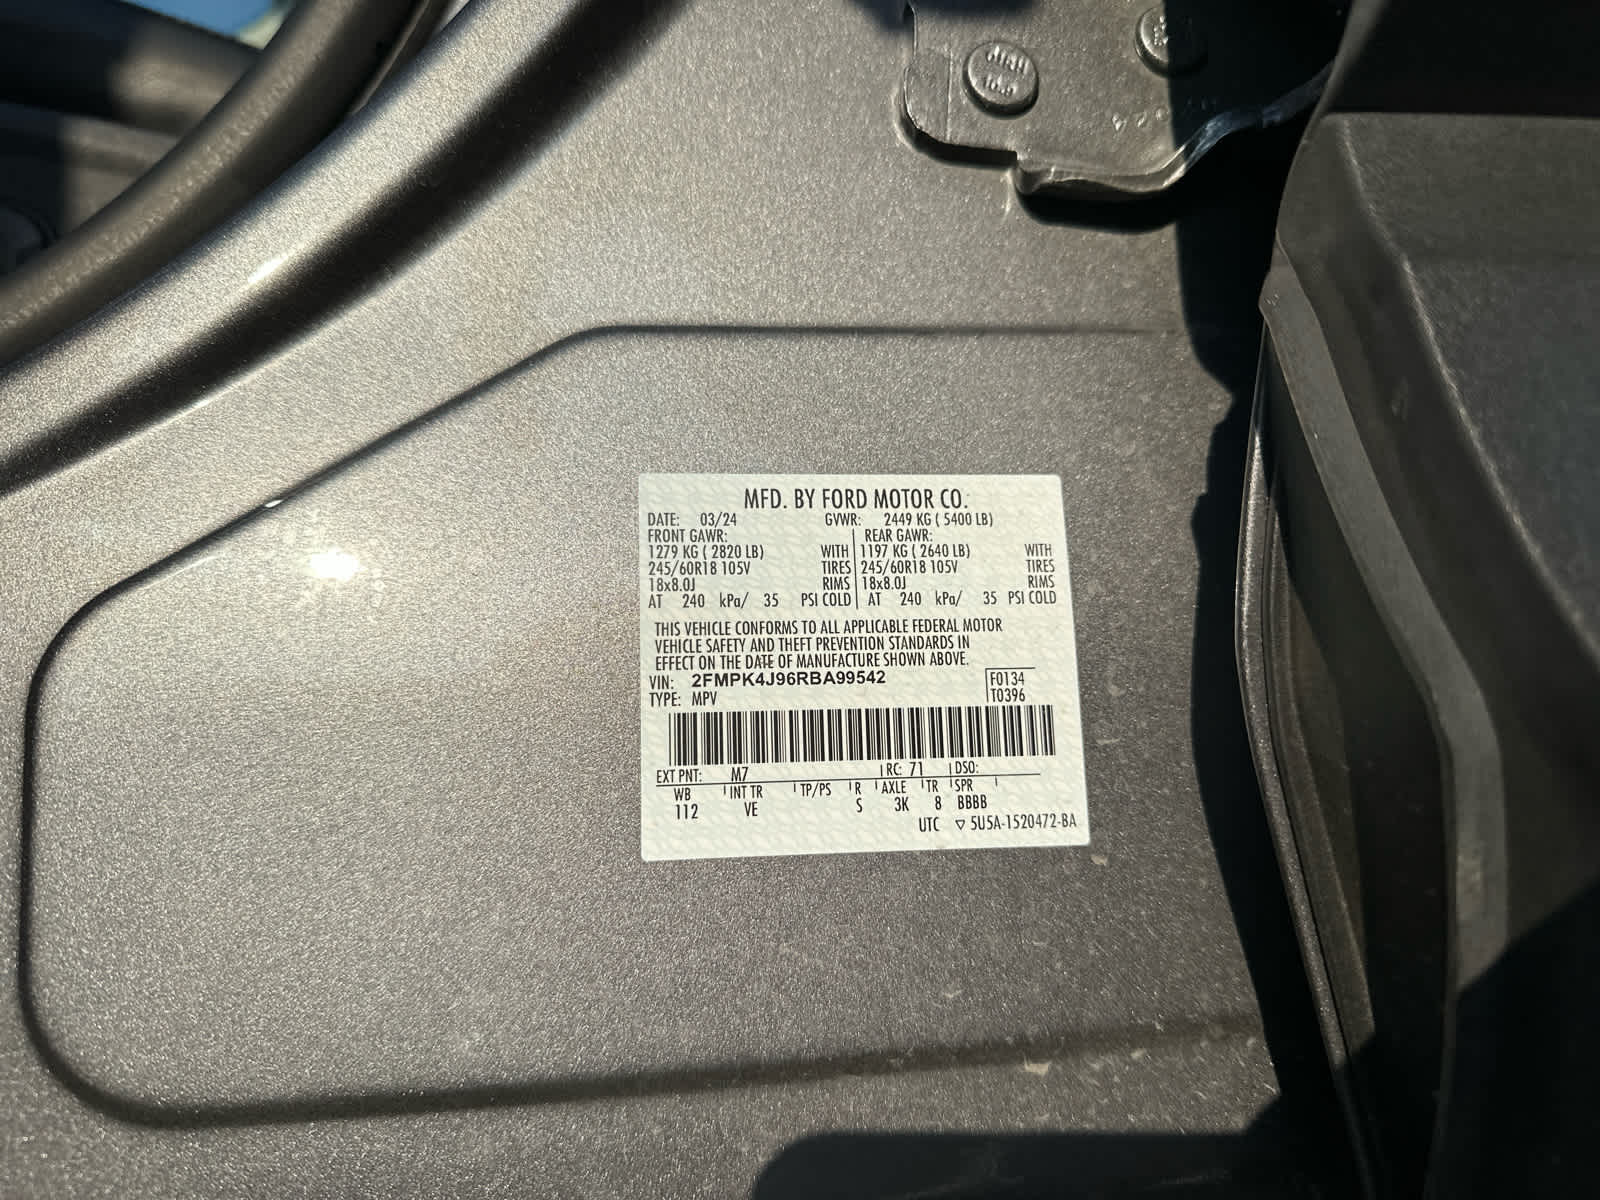 MFD. BY FORD MOTOR CO.
DATE: 03/24 GVWR: 2449 KG ( 5400 LB)
FRONT GAWR: REAR GAWR:
1279 KG ( 2820 LB) WITH 1197 KG ( 2640 LB) WITH
245/60R18 105V TIRES 245/60R18 105V TIRES
18x8.0J RIMS 18x8.0J RIMS
AT 240 kPa/ 35 PSI COLD AT 240 kPa/ 35 PSI COLD
THIS VEHICLE CONFORMS TO ALL APPLICABLE FEDERAL MOTOR
VEHICLE SAFETY AND THEFT PREVENTION STANDARDS IN
EFFECT ON THE DATE OF MANUFACTURE SHOWN ABOVE.
VIN: 2FMPK4J96RBA99542 F0134
TYPE: MPV T0396
EXT PNT: M7 RC: 71 DSO:
WB INT TR TP/PS R AXLE TR SPR
112 VE S 3K 8 BBBB
UTC ▽ 5U5A-1520472-BA